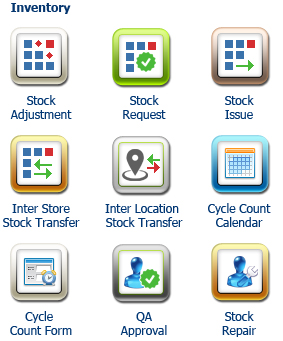 Inventory
Stock Adjustment
Stock Request
Stock Issue
Inter Store Stock Transfer
Inter Location Stock Transfer
Cycle Count Calendar
Cycle Count Form
QA Approval
Stock Repair